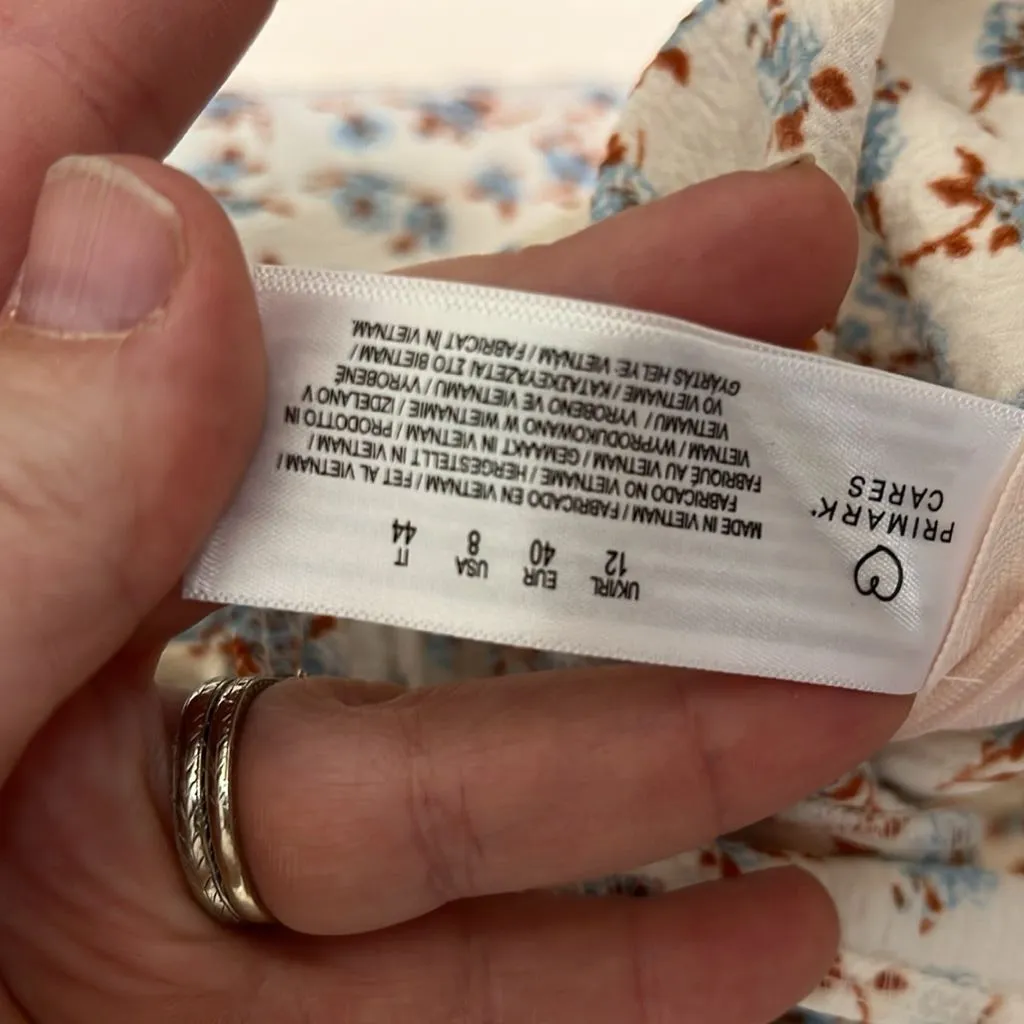 PRIMARK®
CARES
UK/IRL EUR USA IT
12 40 8 44
MADE IN VIETNAM / FABRICADO EN VIETNAM / FET AL VIETNAM /
FABRICADO NO VIETNAME / HERGESTELLT IN VIETNAM /
FABRIQUÉ AU VIETNAM / GEMAAKT IN VIETNAM / PRODOTTO IN
VIETNAM / WYPRODUKOWANO W WIETNAMIE / IZDELANO V
VIETNAMU / VYROBENO VE VIETNAMU / VYROBENÉ
VO VIETNAME / ΚΑΤΑΣΚΕΥΑΖΕΤΑΙ ΣΤΟ ΒΙΕΤΝΑΜ /
GYÁRTÁS HELYE: VIETNAM / FABRICAT ÎN VIETNAM.